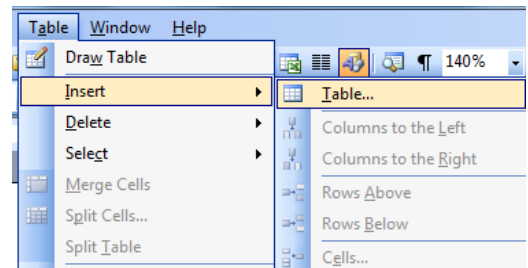 Table Window Help
Draw Table
140%
Insert
Table...
Delete
Columns to the Left
Select
Columns to the Right
Merge Cells
Rows Above
Split Cells...
Rows Below
Split Table
Cells...